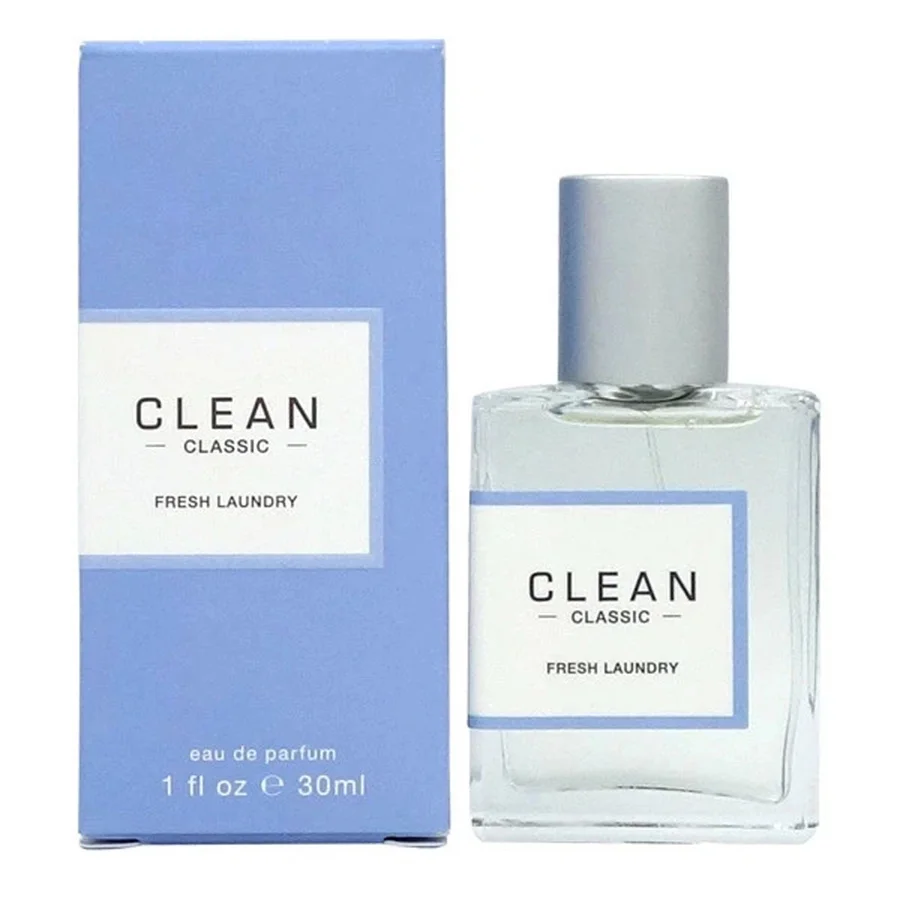 CLEAN
— CLASSIC —
FRESH LAUNDRY
eau de parfum
1 fl oz ℮ 30ml
CLEAN
— CLASSIC —
FRESH LAUNDRY